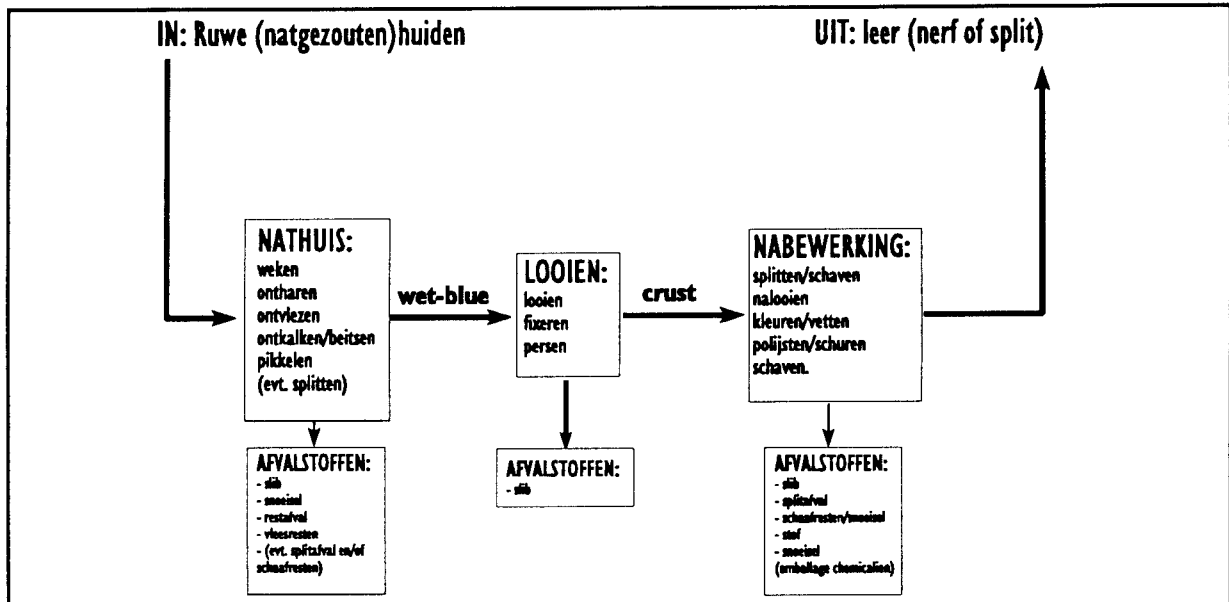 IN: Ruwe (natgezouten)huiden
UIT: leer (nerf of split)
NATHUIS:
weken
ontharen
ontvlezen
ontkalken/beitsen
pikkelen
(evt. splitten)
wet-blue
LOOIEN:
looien
fixeren
persen
crust
NABEWERKING:
splitten/schaven
nalooien
kleuren/vetten
polijsten/schuren
schaven.
AFVALSTOFFEN:
- slib
- snoeisel
- restafval
- vleesresten
- (evt. splitafval en/of
schaafresten)
AFVALSTOFFEN:
- slib
AFVALSTOFFEN:
- slib
- splitafval
- schaafresten/snoeisel
- stof
- snoeisel
(emballage chemicalien)